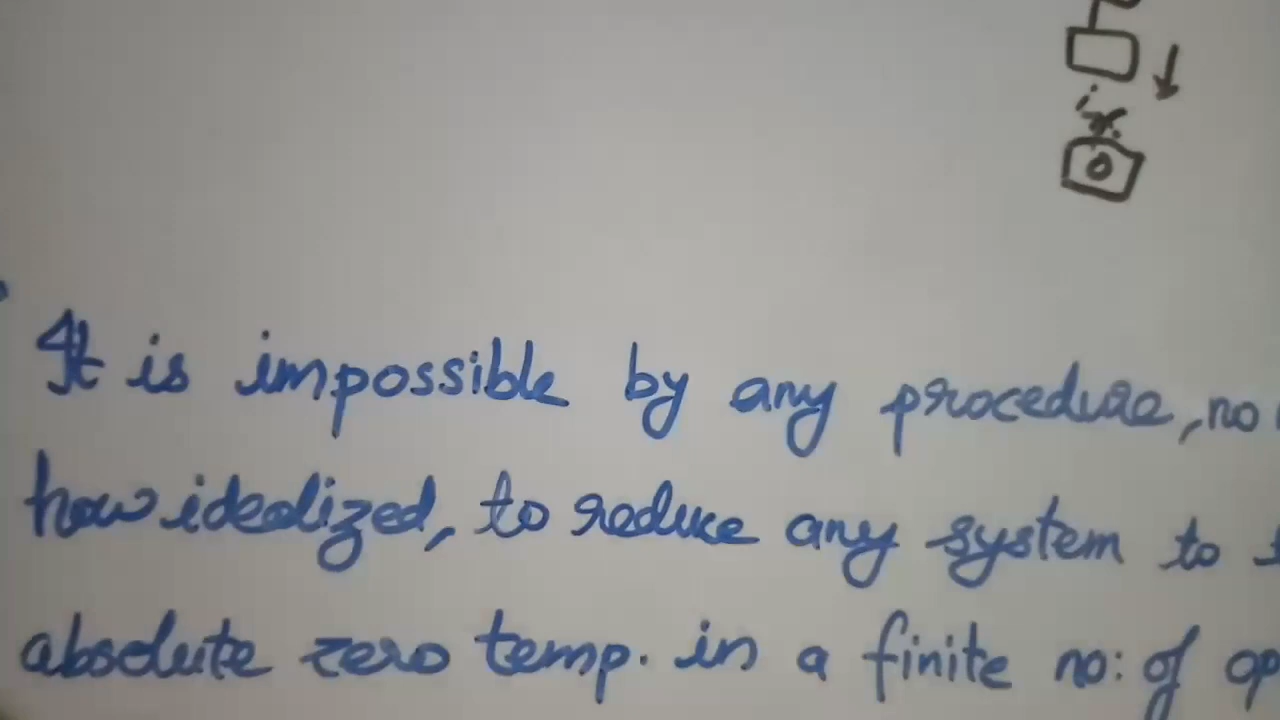 It is impossible by any procedure, no
how idealized, to reduce any system to
absolute zero temp. in a finite no: of